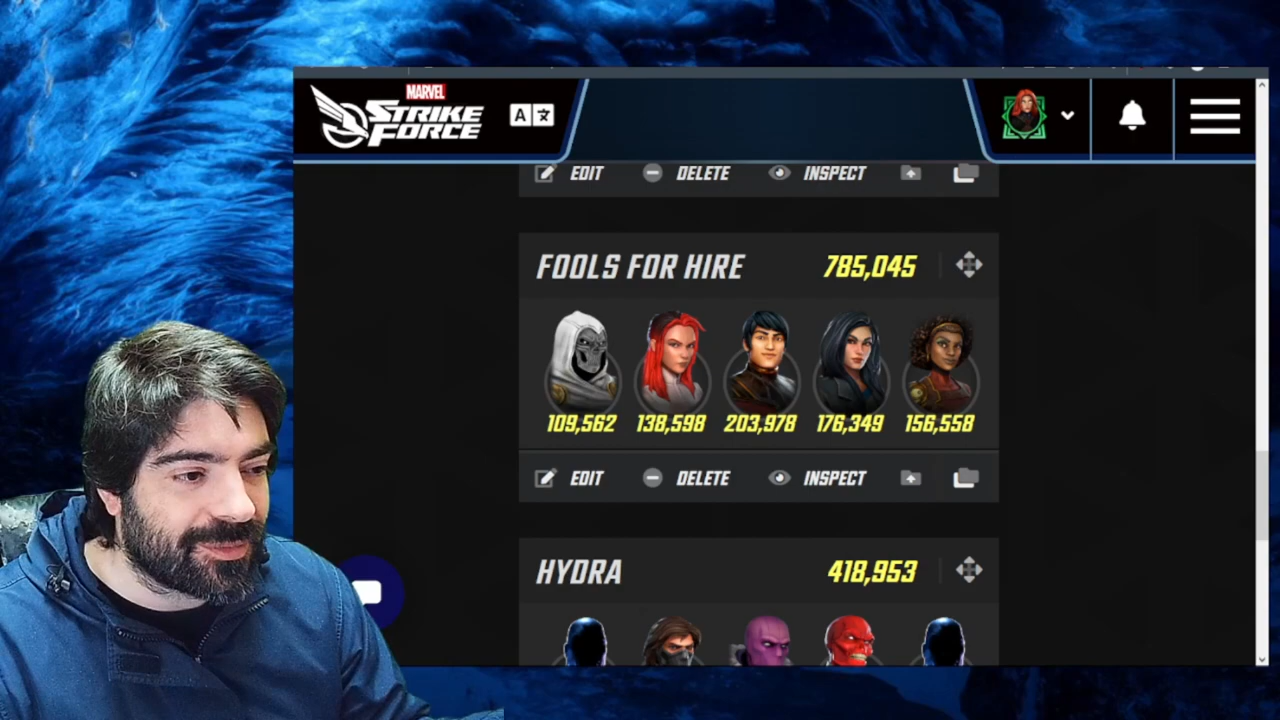 MARVEL
STRIKE
FORCE
A 文
EDIT DELETE INSPECT
FOOLS FOR HIRE 785,045
109,562 138,598 203,978 176,349 156,558
EDIT DELETE INSPECT
HYDRA 418,953